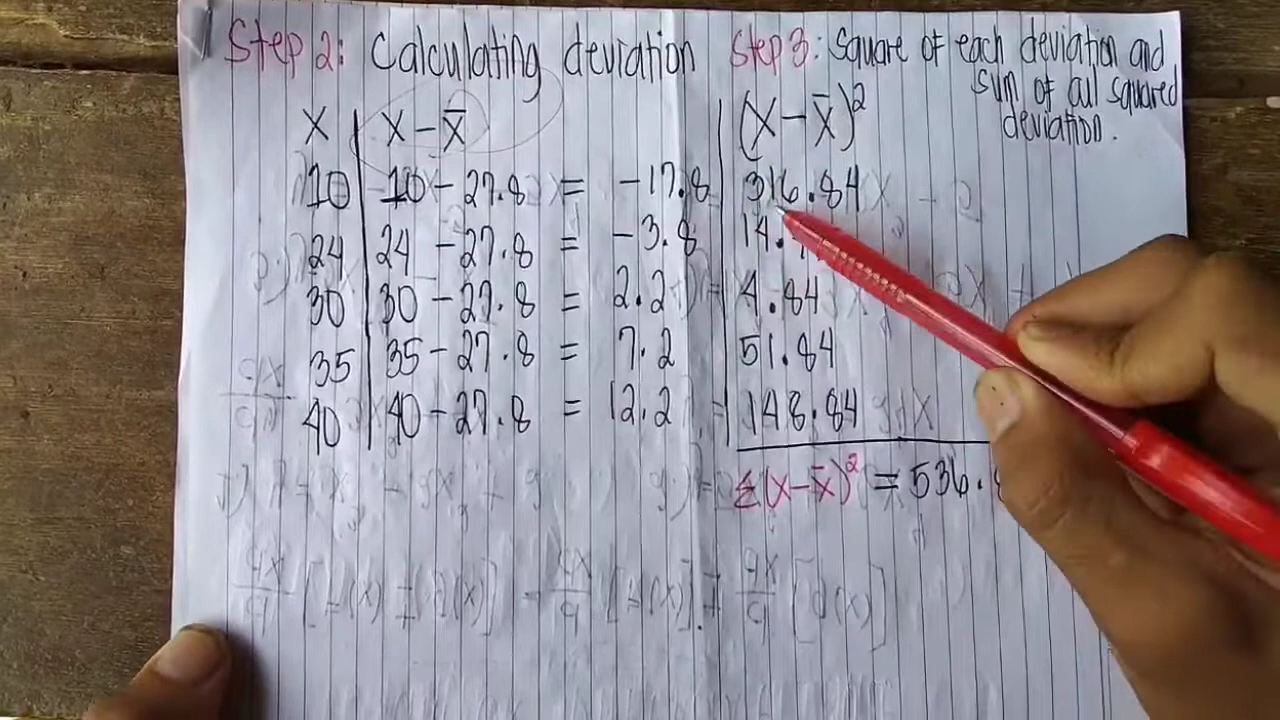 Step 2: Calculating deviation
Step 3: Square of each deviation and
sum of all squared
deviation.
X | X - x̄ | (X - x̄)²
10 | 10 - 27.8 = -17.8 | 316.84
24 | 24 - 27.8 = -3.8 | 14.
30 | 30 - 27.8 = 2.2 | 4.84
35 | 35 - 27.8 = 7.2 | 51.84
40 | 40 - 27.8 = 12.2 | 148.84
Σ(X - x̄)² = 536.